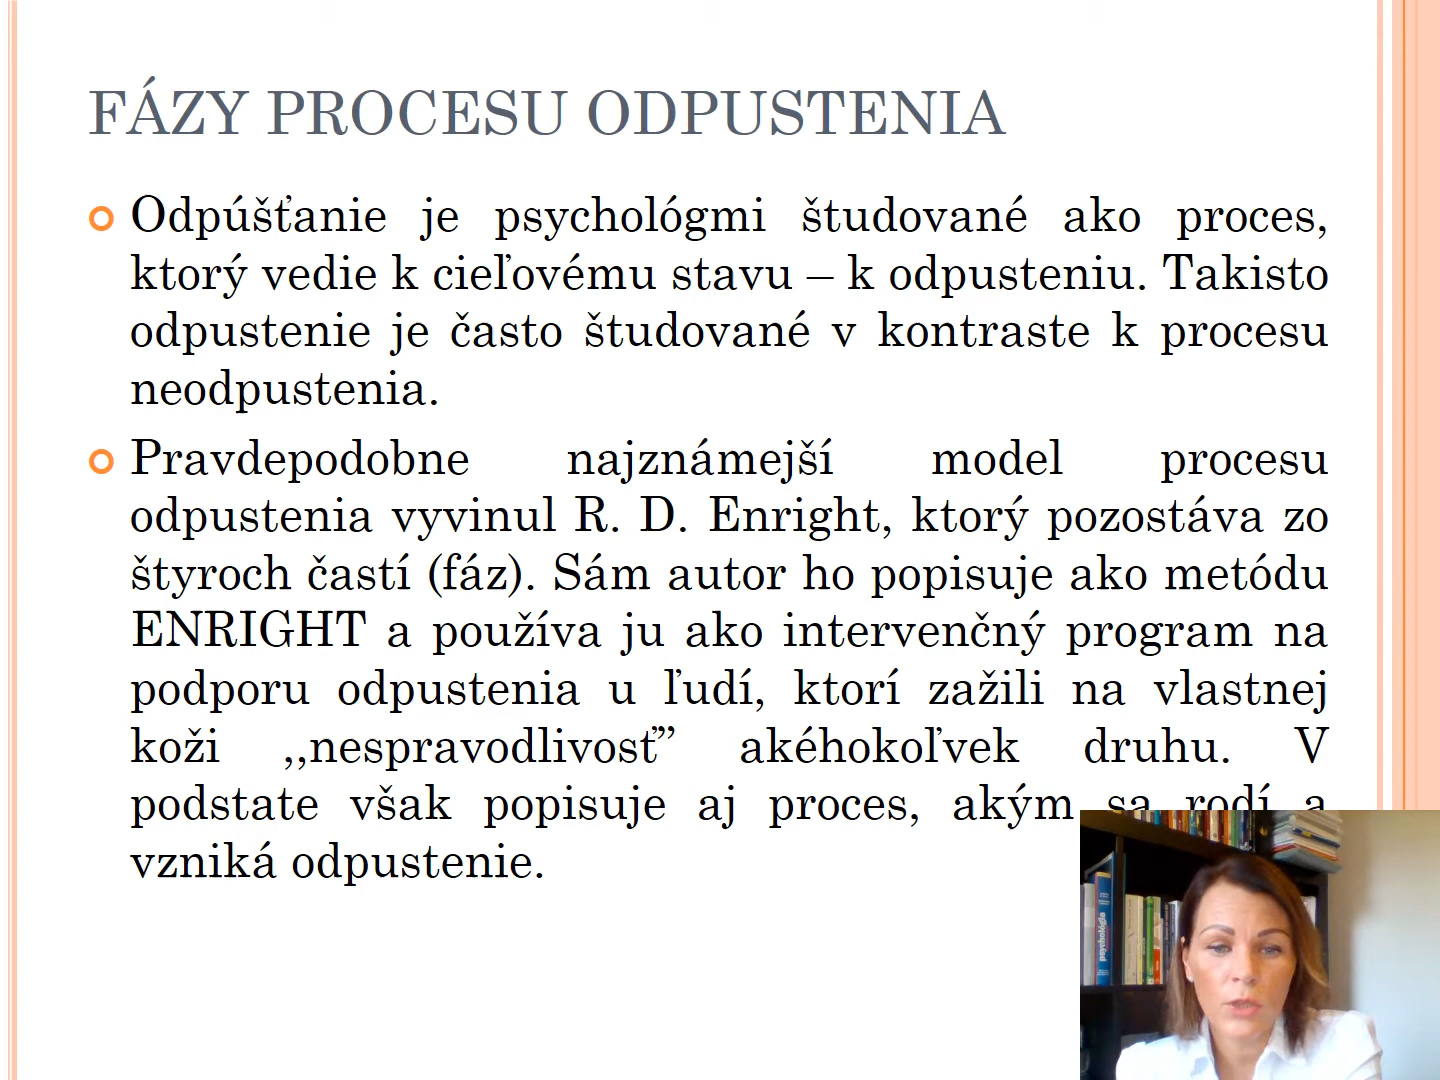 FÁZY PROCESU ODPUSTENIA
Odpúšťanie je psychológmi študované ako proces,
ktorý vedie k cieľovému stavu – k odpusteniu. Takisto
odpustenie je často študované v kontraste k procesu
neodpustenia.
Pravdepodobne najznámejší model procesu
odpustenia vyvinul R. D. Enright, ktorý pozostáva zo
štyroch častí (fáz). Sám autor ho popisuje ako metódu
ENRIGHT a používa ju ako intervenčný program na
podporu odpustenia u ľudí, ktorí zažili na vlastnej
koži ,,nespravodlivosť” akéhokoľvek druhu. V
podstate však popisuje aj proces, akým sa rodí a
vzniká odpustenie.
psychológia